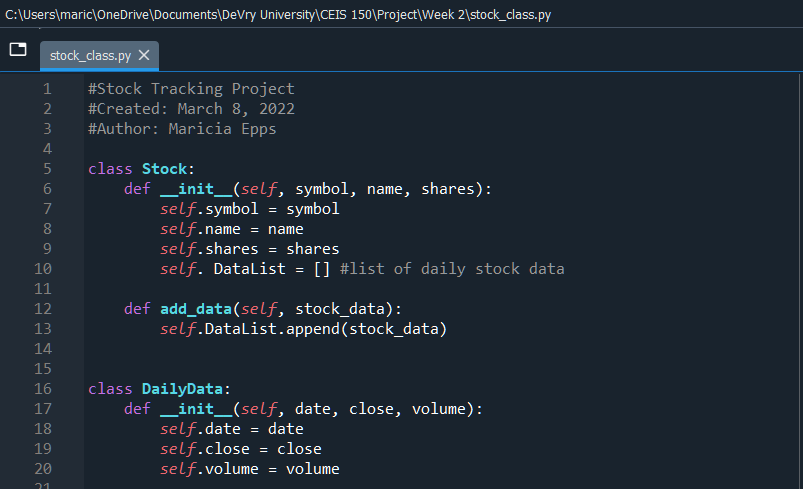 C:\Users\maric\OneDrive\Documents\DeVry University\CEIS 150\Project\Week 2\stock_class.py
stock_class.py
1 #Stock Tracking Project
2 #Created: March 8, 2022
3 #Author: Maricia Epps
4
5 class Stock:
6     def __init__(self, symbol, name, shares):
7         self.symbol = symbol
8         self.name = name
9         self.shares = shares
10         self. DataList = [] #list of daily stock data
11
12     def add_data(self, stock_data):
13         self.DataList.append(stock_data)
14
15
16 class DailyData:
17     def __init__(self, date, close, volume):
18         self.date = date
19         self.close = close
20         self.volume = volume
21